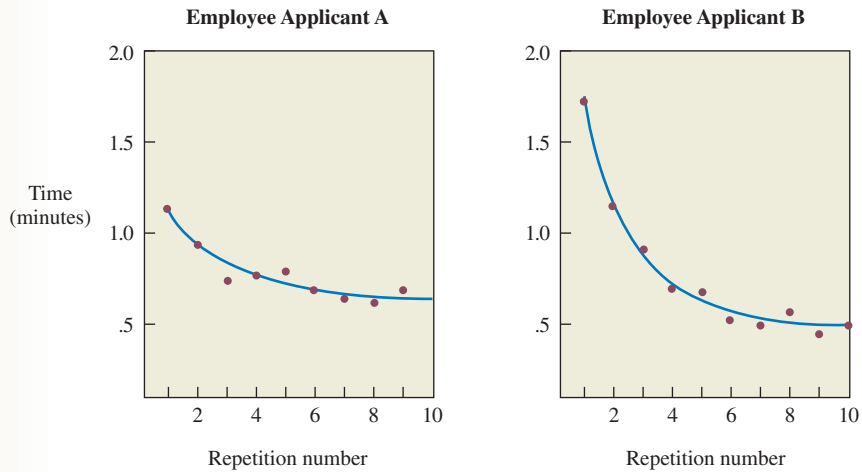 Employee Applicant A
Employee Applicant B
2.0
1.5
1.0
.5
Time
(minutes)
2 4 6 8 10
Repetition number
2.0
1.5
1.0
.5
2 4 6 8 10
Repetition number